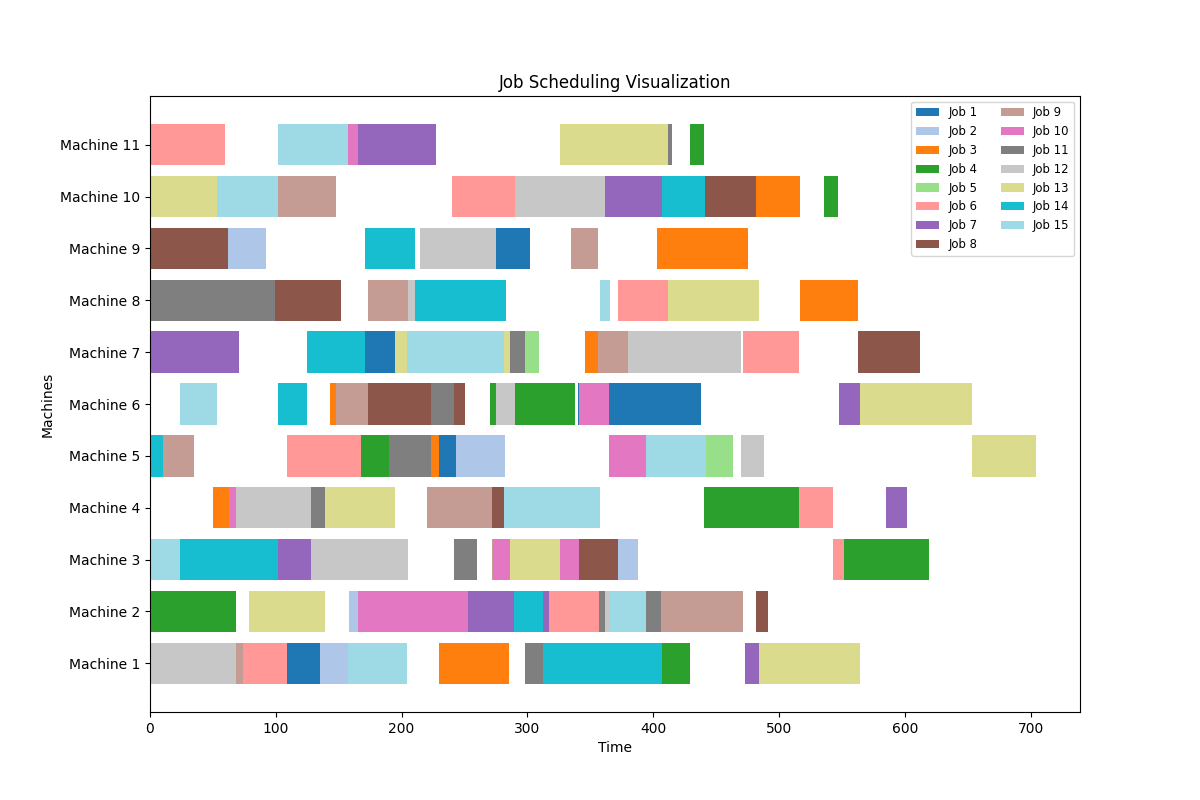 Job Scheduling Visualization
Machine 11
Machine 10
Machine 9
Machine 8
Machine 7
Machine 6
Machine 5
Machine 4
Machine 3
Machine 2
Machine 1
Machines
0 100 200 300 400 500 600 700
Time
Job 1
Job 2
Job 3
Job 4
Job 5
Job 6
Job 7
Job 8
Job 9
Job 10
Job 11
Job 12
Job 13
Job 14
Job 15